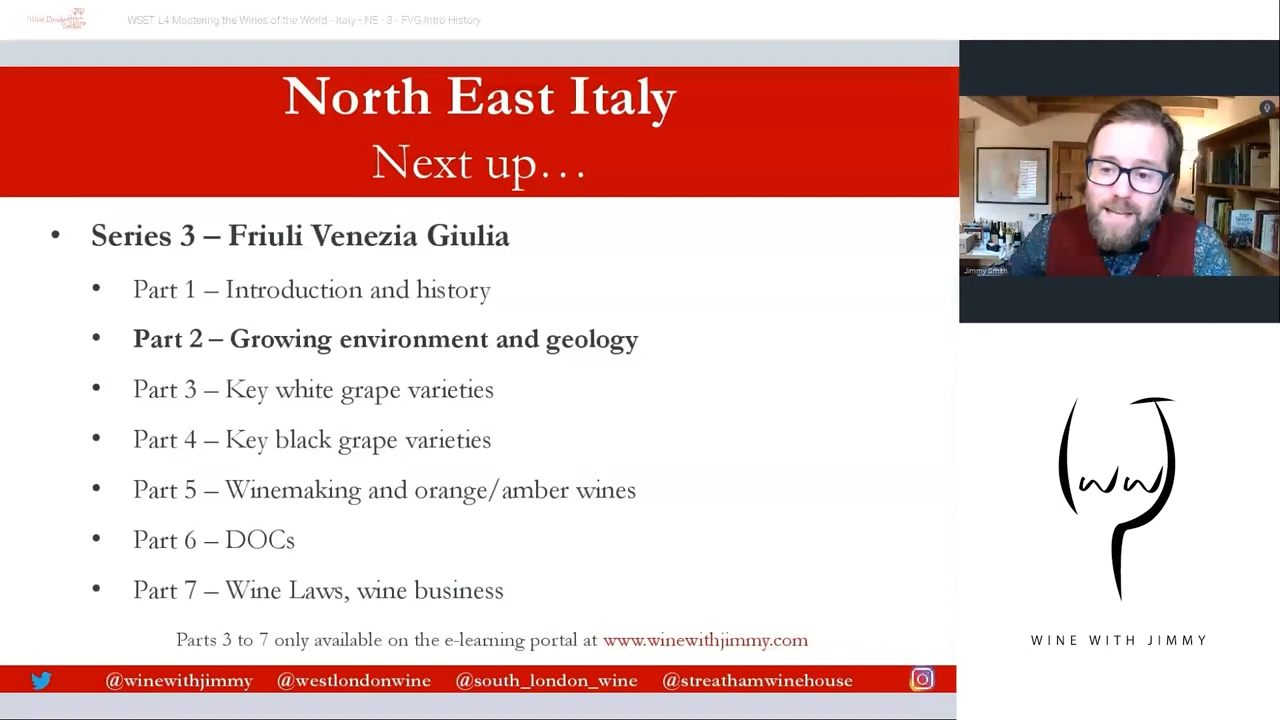 WSET L4 Mastering the Wines of the World - Italy - NE - 3 - FVG Intro History
North East Italy
Next up…
• Series 3 – Friuli Venezia Giulia
• Part 1 – Introduction and history
• Part 2 – Growing environment and geology
• Part 3 – Key white grape varieties
• Part 4 – Key black grape varieties
• Part 5 – Winemaking and orange/amber wines
• Part 6 – DOCs
• Part 7 – Wine Laws, wine business
Parts 3 to 7 only available on the e-learning portal at www.winewithjimmy.com
@winewithjimmy @westlondonwine @south_london_wine @streathamwinehouse
Jimmy Smith
WINE WITH JIMMY